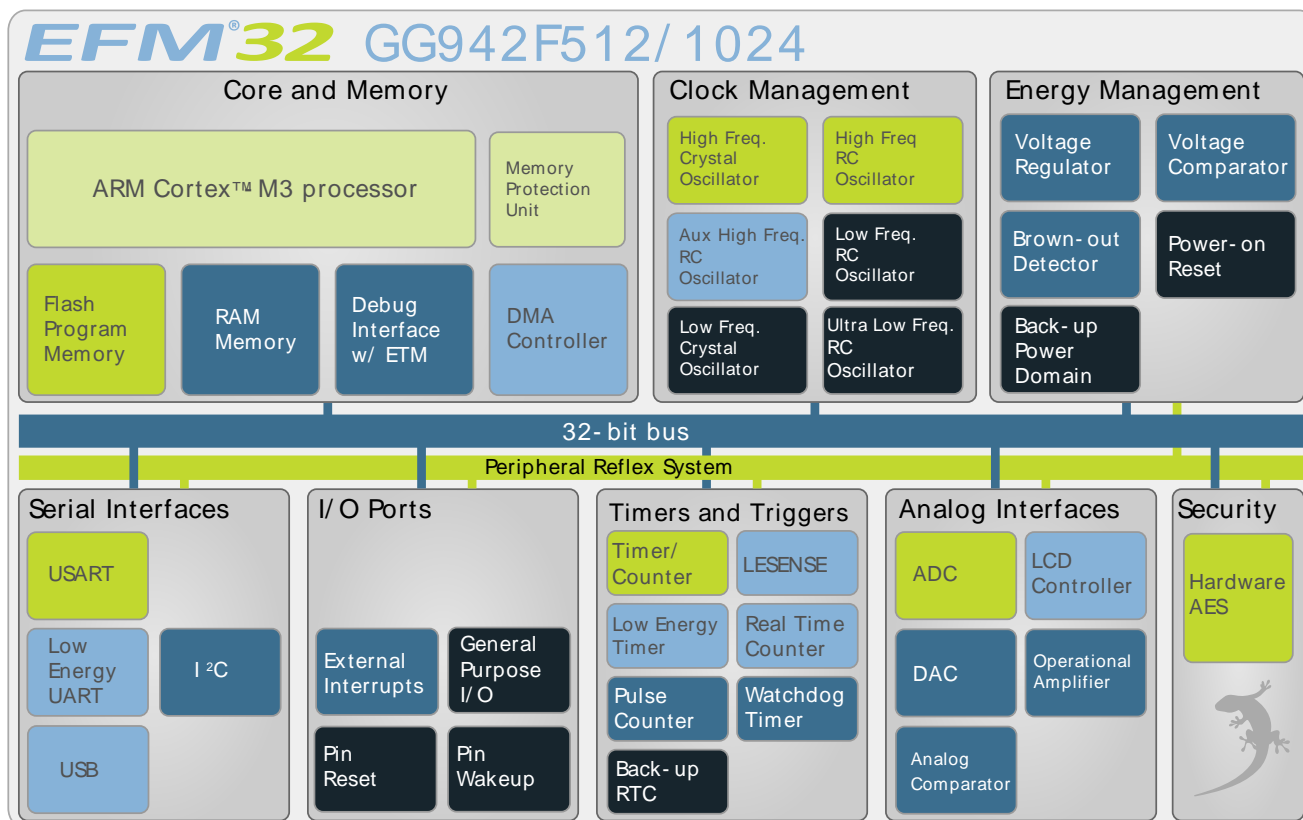 EFM®32 GG942F512/1024
Core and Memory
ARM Cortex™ M3 processor
Memory
Protection
Unit
Flash
Program
Memory
RAM
Memory
Debug
Interface
w/ ETM
DMA
Controller
Clock Management
High Freq.
Crystal
Oscillator
High Freq
RC
Oscillator
Aux High Freq.
RC
Oscillator
Low Freq.
RC
Oscillator
Low Freq.
Crystal
Oscillator
Ultra Low Freq.
RC
Oscillator
Energy Management
Voltage
Regulator
Voltage
Comparator
Brown-out
Detector
Power-on
Reset
Back-up
Power
Domain
32-bit bus
Peripheral Reflex System
Serial Interfaces
USART
Low
Energy
UART
I²C
USB
I/O Ports
External
Interrupts
General
Purpose
I/O
Pin
Reset
Pin
Wakeup
Timers and Triggers
Timer/
Counter
LESENSE
Low Energy
Timer
Real Time
Counter
Pulse
Counter
Watchdog
Timer
Back-up
RTC
Analog Interfaces
ADC
LCD
Controller
DAC
Operational
Amplifier
Analog
Comparator
Security
Hardware
AES